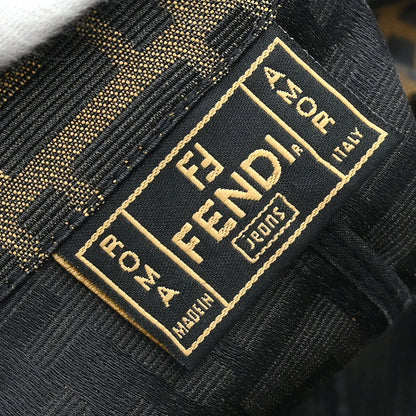 ROMA
MADE IN
FF
FENDI®
jeans
AMOR
ITALY